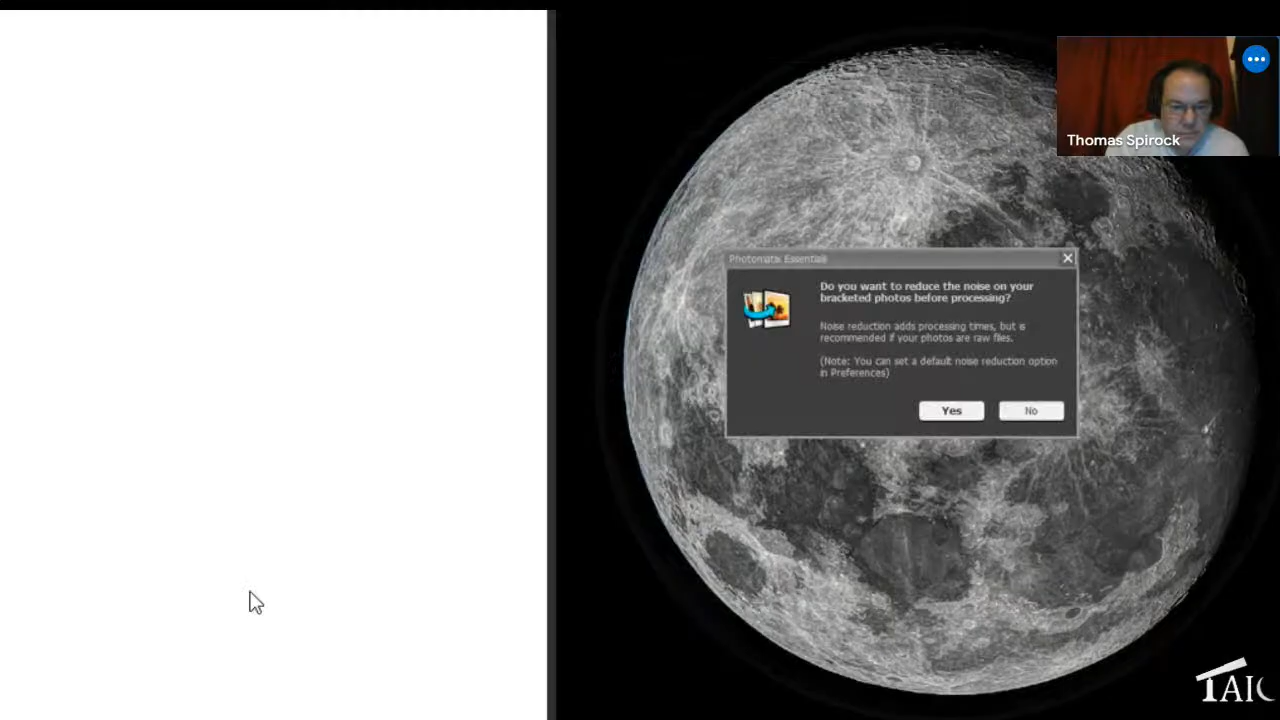 Thomas Spirock
Photomatix Essentials
Do you want to reduce the noise on your
bracketed photos before processing?
Noise reduction adds processing times, but is
recommended if your photos are raw files.
(Note: You can set a default noise reduction option
in Preferences)
Yes
No
TAIC